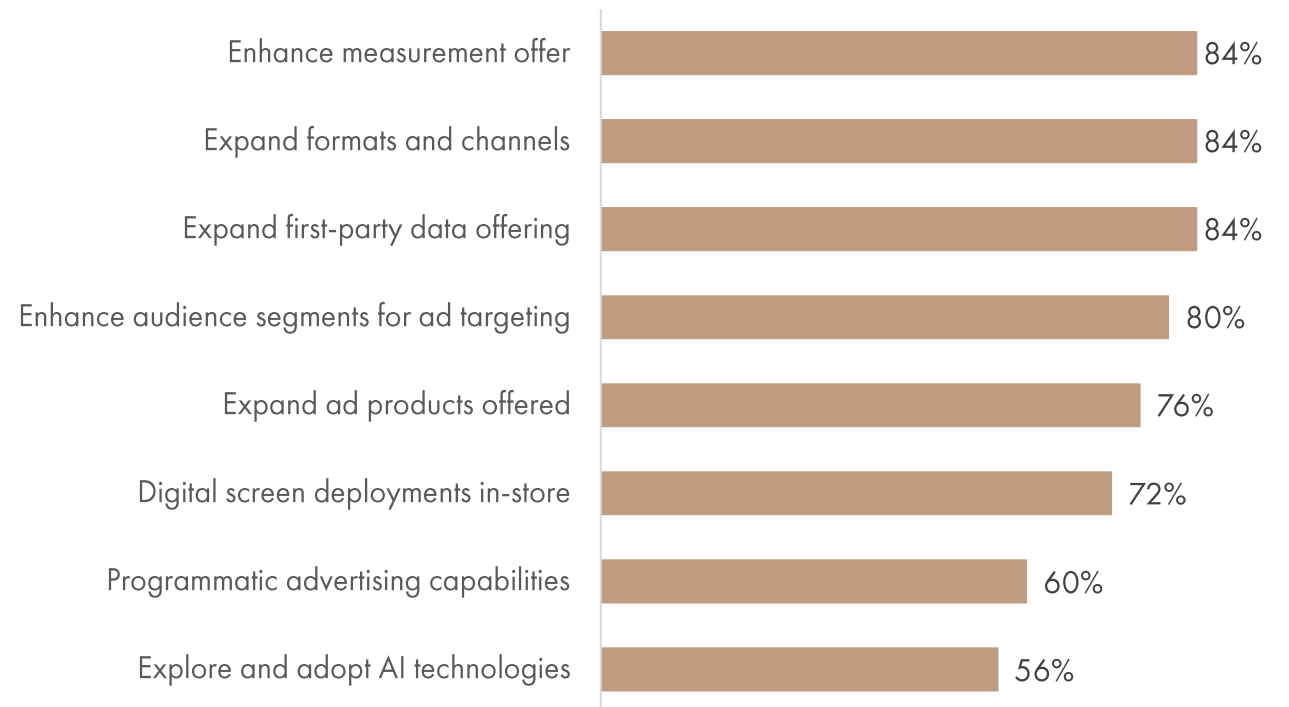 Enhance measurement offer 84%
Expand formats and channels 84%
Expand first-party data offering 84%
Enhance audience segments for ad targeting 80%
Expand ad products offered 76%
Digital screen deployments in-store 72%
Programmatic advertising capabilities 60%
Explore and adopt AI technologies 56%